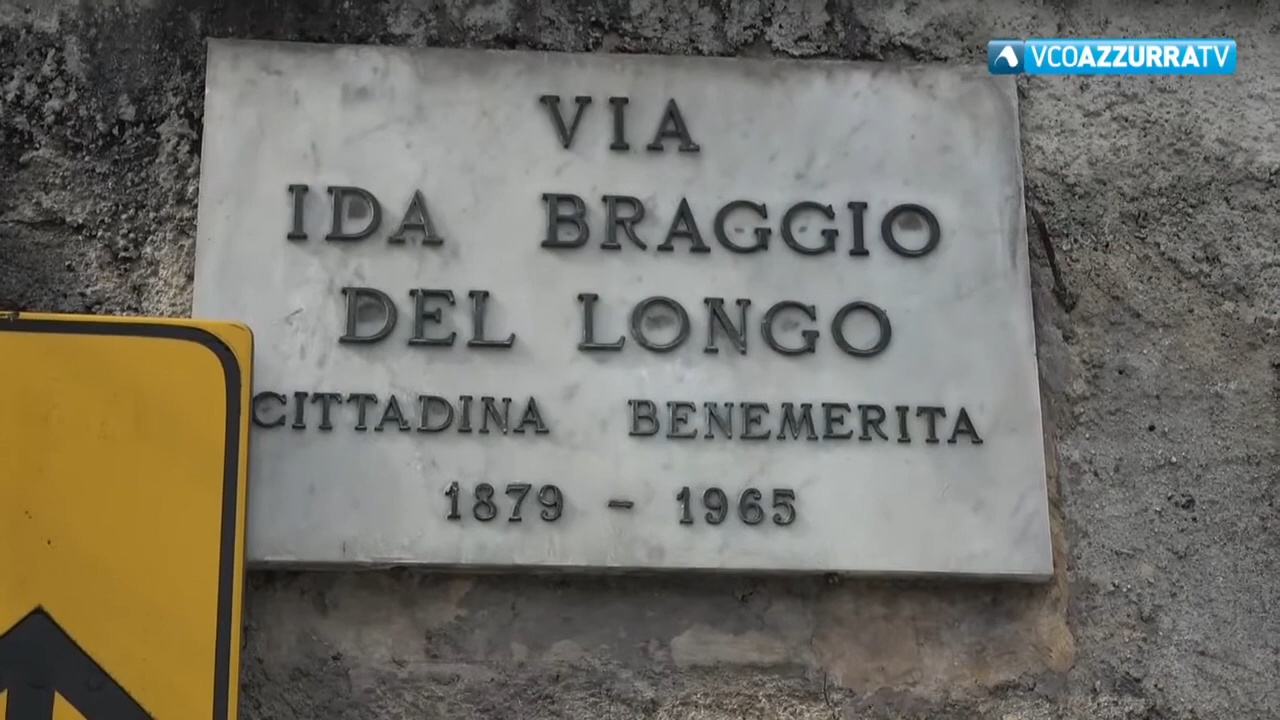 VCOAZZURRATV
VIA
IDA BRAGGIO
DEL LONGO
CITTADINA BENEMERITA
1879 - 1965